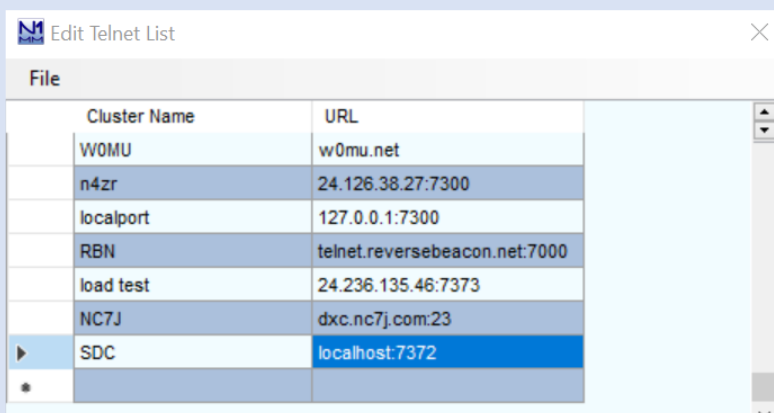 N1
MM Edit Telnet List
File
Cluster Name URL
W0MU w0mu.net
n4zr 24.126.38.27:7300
localport 127.0.0.1:7300
RBN telnet.reversebeacon.net:7000
load test 24.236.135.46:7373
NC7J dxc.nc7j.com:23
SDC localhost:7372